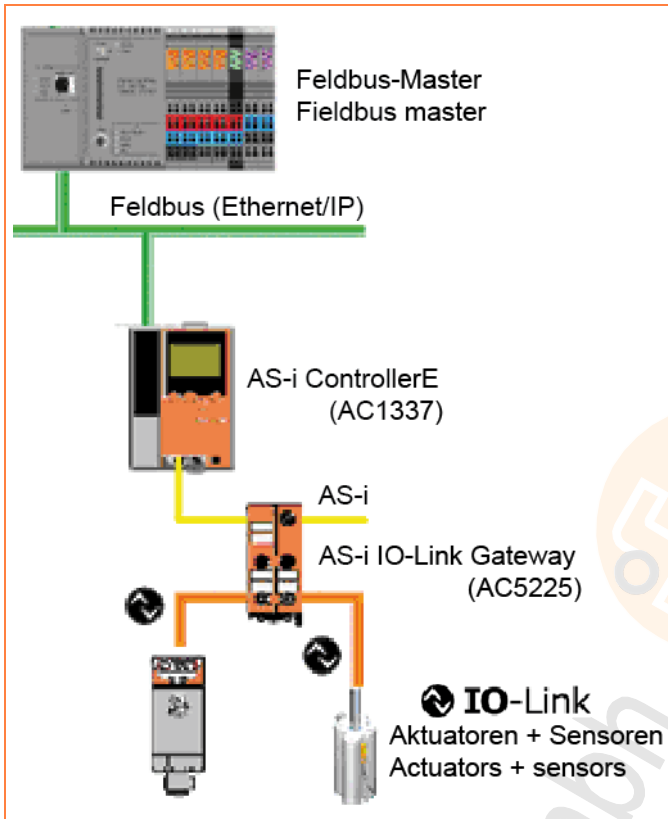 Feldbus-Master
Fieldbus master
Feldbus (Ethernet/IP)
AS-i ControllerE
(AC1337)
AS-i
AS-i IO-Link Gateway
(AC5225)
IO-Link
Aktuatoren + Sensoren
Actuators + sensors